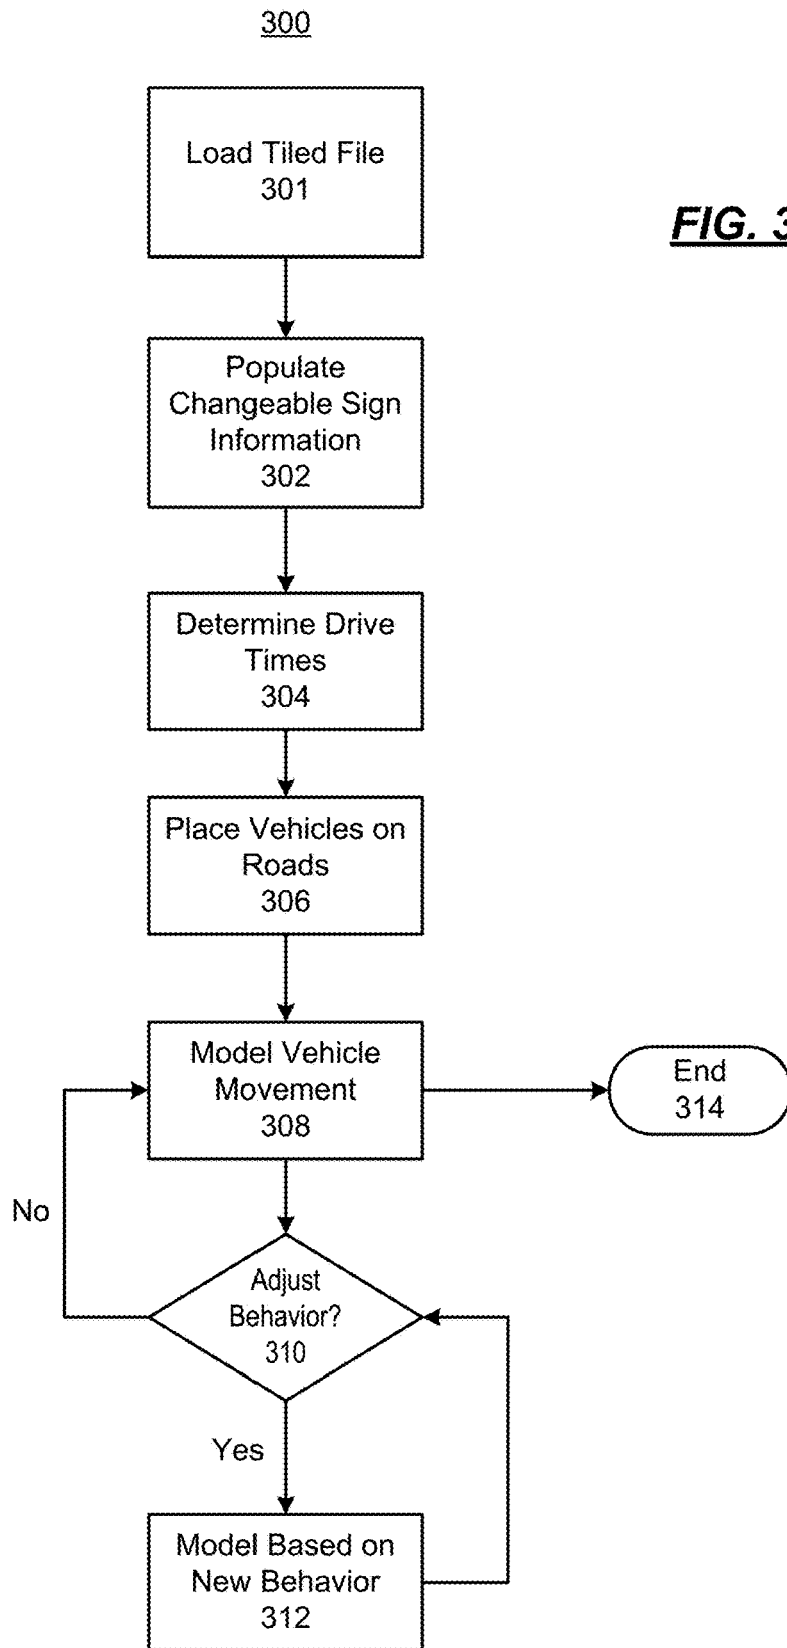 300
Load Tiled File
301
FIG. 3
Populate
Changeable Sign
Information
302
Determine Drive
Times
304
Place Vehicles on
Roads
306
Model Vehicle
Movement
308
End
314
No
Adjust
Behavior?
310
Yes
Model Based on
New Behavior
312